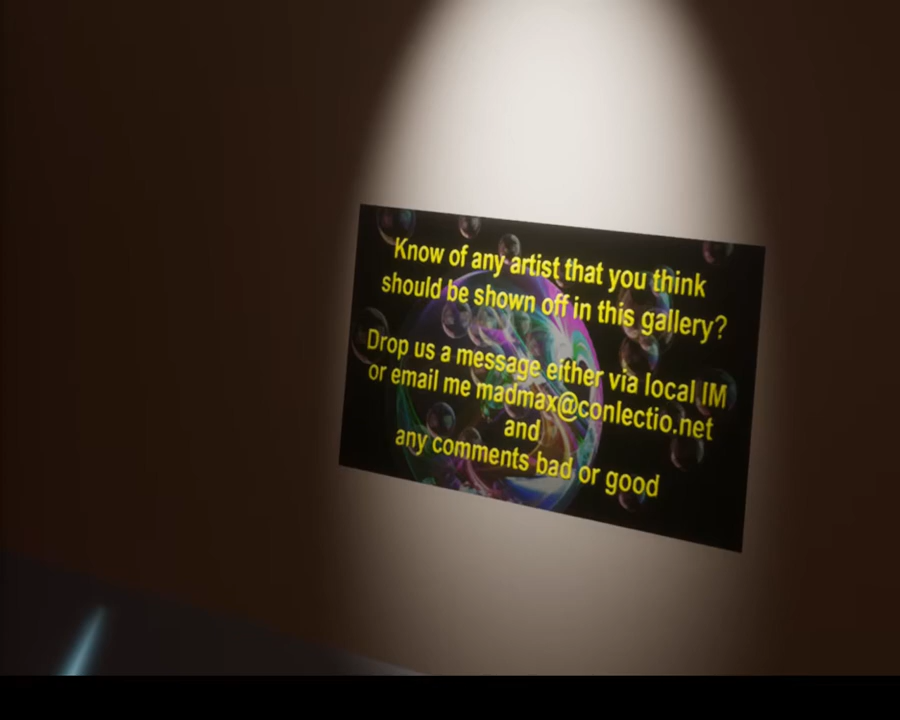 Know of any artist that you think
should be shown off in this gallery?
Drop us a message either via local IM
or email me madmax@conlectio.net
and
any comments bad or good